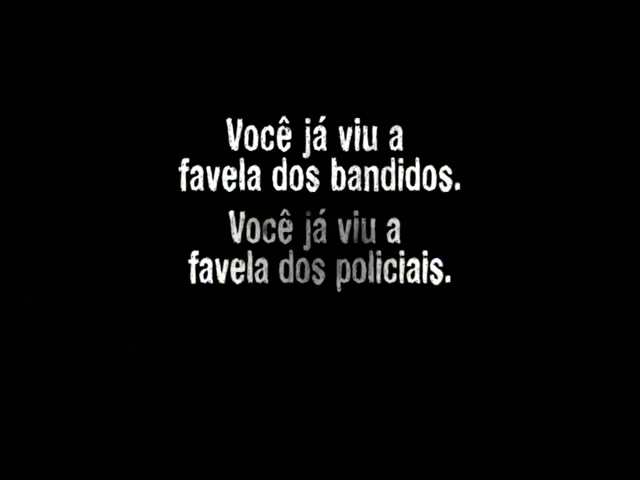 Você já viu a
favela dos bandidos.
Você já viu a
favela dos policiais.